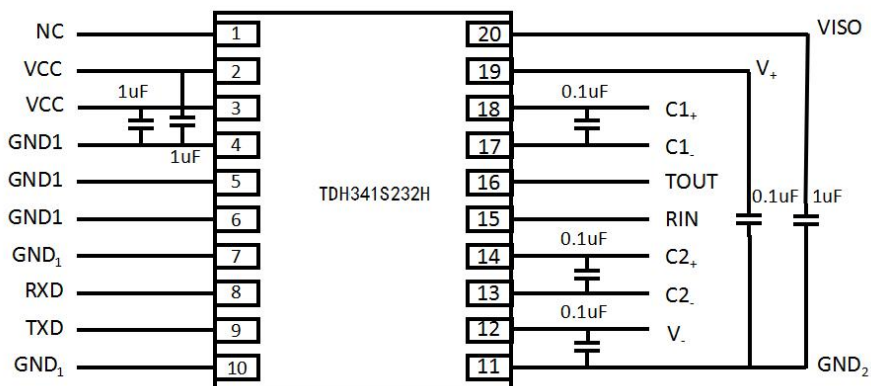 NC 1 20 VISO
VCC 2 19 V+
1uF 0.1uF
VCC 3 18 C1+
GND1 4 17 C1-
1uF
GND1 5 TDH341S232H 16 TOUT
0.1uF 1uF
GND1 6 15 RIN
0.1uF
GND1 7 14 C2+
RXD 8 13 C2-
0.1uF
TXD 9 12 V-
GND1 10 11 GND2